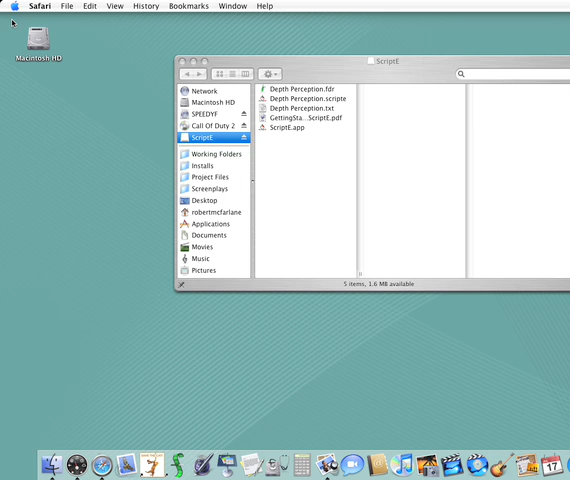 Safari File Edit View History Bookmarks Window Help
Macintosh HD
ScriptE
Network
Macintosh HD
SPEEDYF
Call Of Duty 2
ScriptE
Working Folders
Installs
Project Files
Screenplays
Desktop
robertmcfarlane
Applications
Documents
Movies
Music
Pictures
Depth Perception.fdr
Depth Perception.scripte
Depth Perception.txt
GettingSta...ScriptE.pdf
ScriptE.app
5 items, 1.6 MB available
17